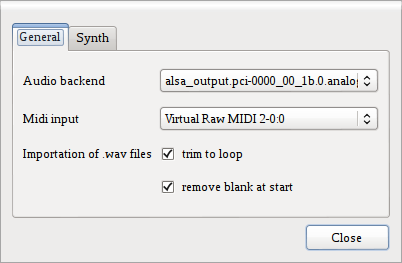 General Synth
Audio backend alsa_output.pci-0000_00_1b.0.analog
Midi input Virtual Raw MIDI 2-0:0
Importation of .wav files trim to loop
remove blank at start
Close